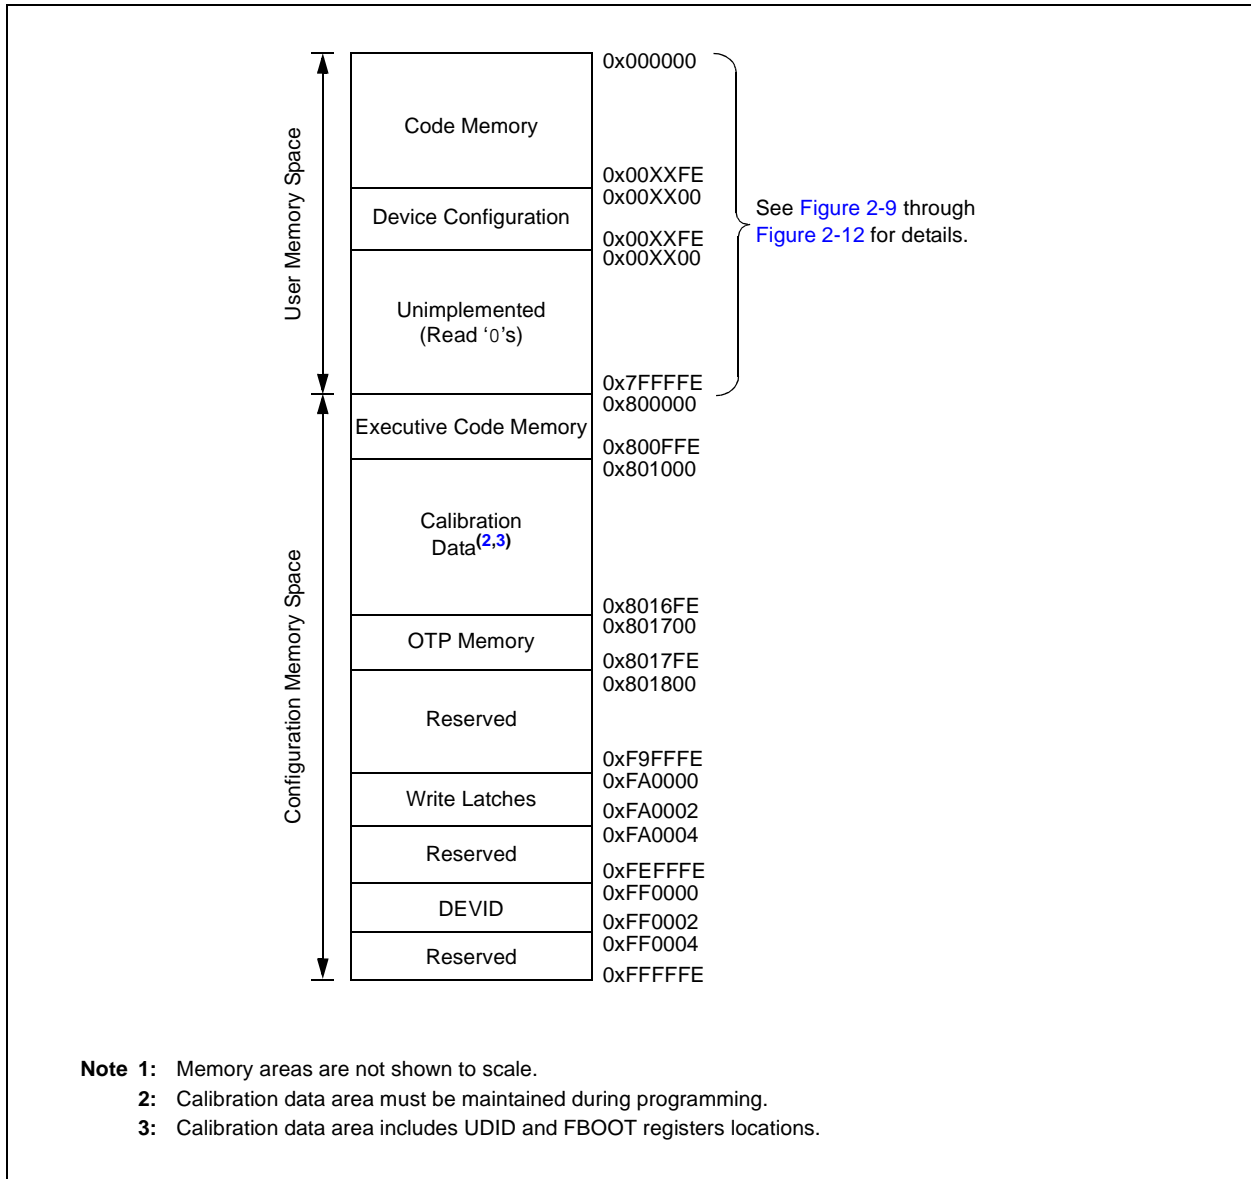 0x000000
Code Memory
0x00XXFE
0x00XX00
Device Configuration
0x00XXFE
0x00XX00
See Figure 2-9 through
Figure 2-12 for details.
User Memory Space
Unimplemented
(Read ‘0’s)
0x7FFFFE
0x800000
Executive Code Memory
0x800FFE
0x801000
Calibration
Data(2,3)
0x8016FE
0x801700
OTP Memory
0x8017FE
0x801800
Configuration Memory Space
Reserved
0xF9FFFE
0xFA0000
Write Latches
0xFA0002
0xFA0004
Reserved
0xFEFFFE
0xFF0000
DEVID
0xFF0002
0xFF0004
Reserved
0xFFFFFE
Note 1: Memory areas are not shown to scale.
2: Calibration data area must be maintained during programming.
3: Calibration data area includes UDID and FBOOT registers locations.